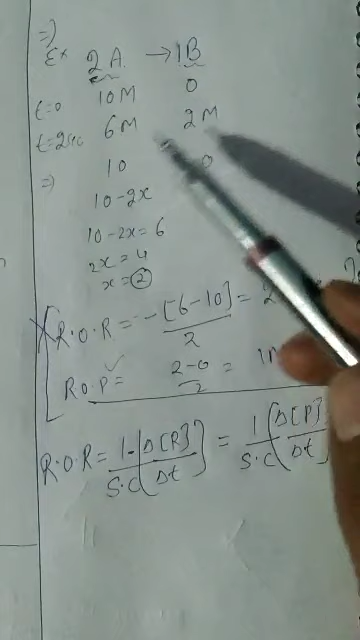 =)
Ex 2A → 1B
t=0 10M 0
t=2sec 6M 2M
=) 10 0
10-2x
10-2x=6
2x=4
x=2
R.O.R = -[6-10]/2 = 2
R.O.P = 2-0/2 = 1
R.O.R = 1/S.C {-Δ[R]/Δt} = 1/S.C {Δ[P]/Δt}